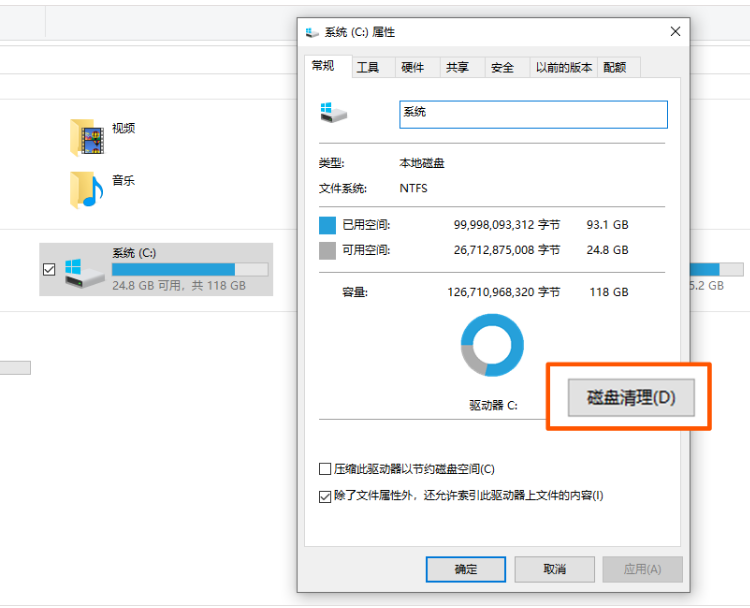 系统 (C:) 属性
常规 工具 硬件 共享 安全 以前的版本 配额
系统
视频
音乐
类型: 本地磁盘
文件系统: NTFS
已用空间: 99,998,093,312 字节 93.1 GB
可用空间: 26,712,875,008 字节 24.8 GB
系统 (C:)
24.8 GB 可用，共 118 GB
5.2 GB
容量: 126,710,968,320 字节 118 GB
驱动器 C:
磁盘清理(D)
压缩此驱动器以节约磁盘空间(C)
除了文件属性外，还允许索引此驱动器上文件的内容(I)
确定 取消 应用(A)